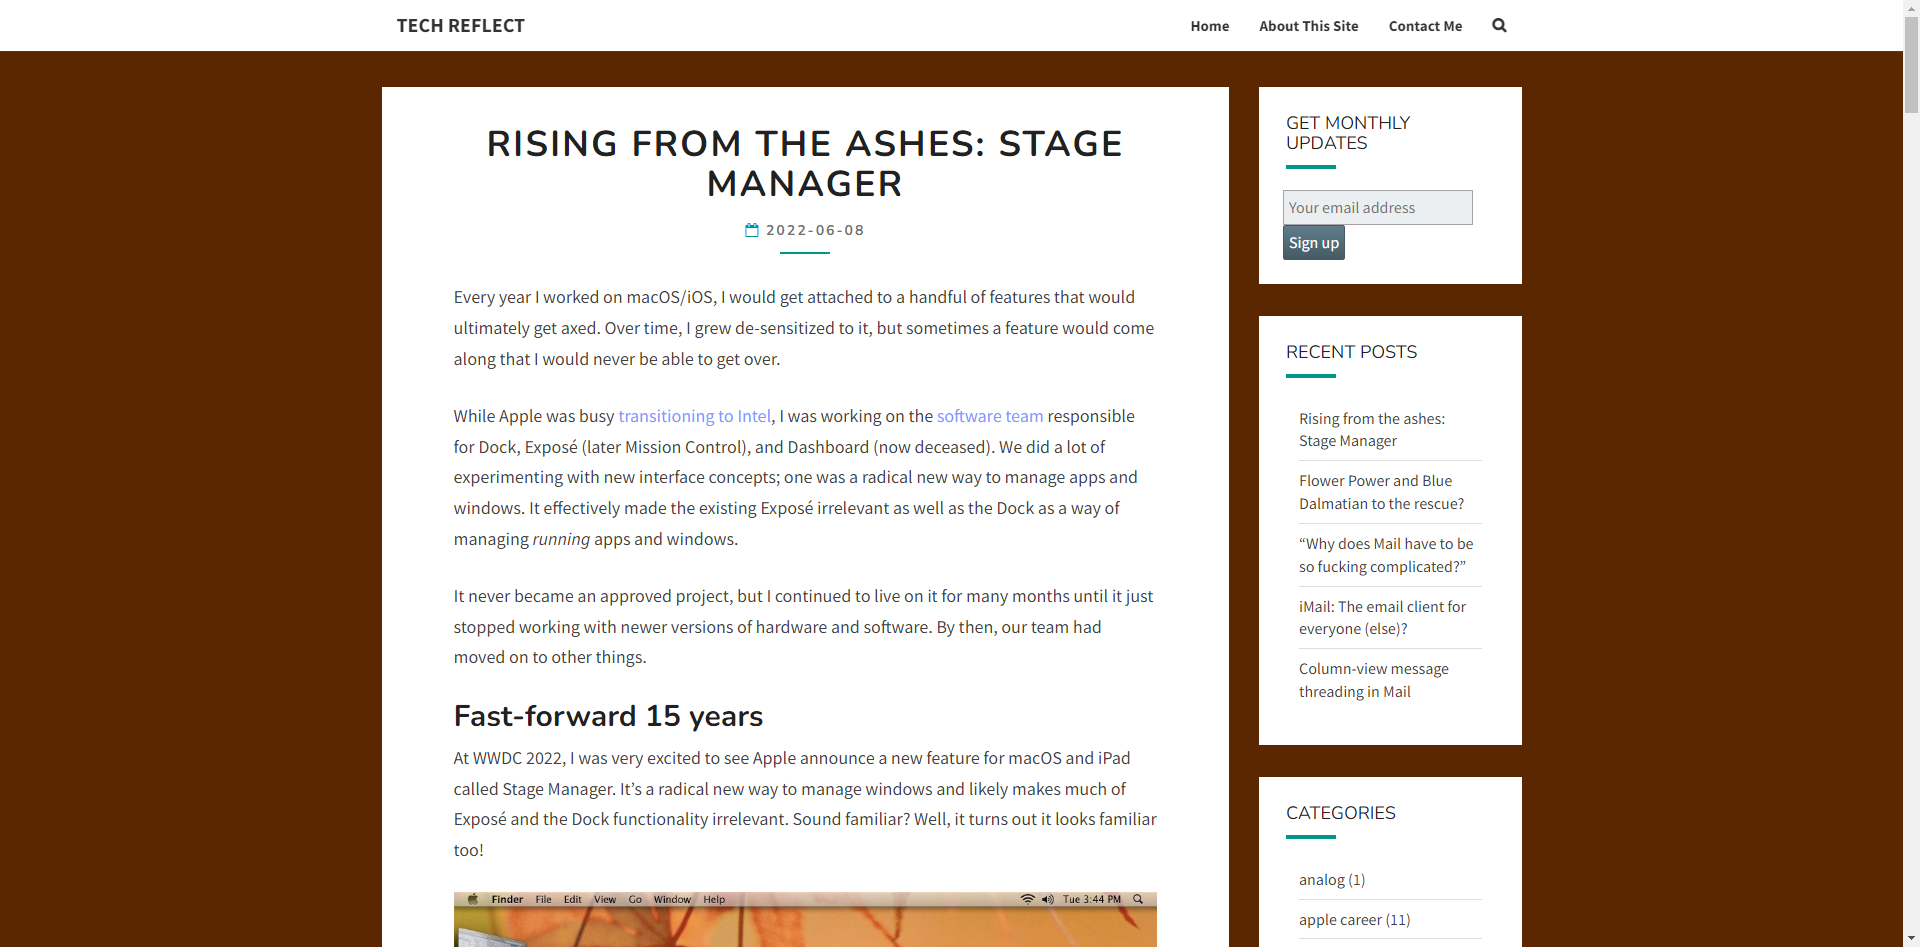 TECH REFLECT
Home
About This Site
Contact Me
RISING FROM THE ASHES: STAGE
MANAGER
2022-06-08
Every year I worked on macOS/iOS, I would get attached to a handful of features that would
ultimately get axed. Over time, I grew de-sensitized to it, but sometimes a feature would come
along that I would never be able to get over.
While Apple was busy transitioning to Intel, I was working on the software team responsible
for Dock, Exposé (later Mission Control), and Dashboard (now deceased). We did a lot of
experimenting with new interface concepts; one was a radical new way to manage apps and
windows. It effectively made the existing Exposé irrelevant as well as the Dock as a way of
managing running apps and windows.
It never became an approved project, but I continued to live on it for many months until it just
stopped working with newer versions of hardware and software. By then, our team had
moved on to other things.
Fast-forward 15 years
At WWDC 2022, I was very excited to see Apple announce a new feature for macOS and iPad
called Stage Manager. It’s a radical new way to manage windows and likely makes much of
Exposé and the Dock functionality irrelevant. Sound familiar? Well, it turns out it looks familiar
too!
Finder File Edit View Go Window Help
Tue 3:44 PM
GET MONTHLY
UPDATES
Your email address
Sign up
RECENT POSTS
Rising from the ashes:
Stage Manager
Flower Power and Blue
Dalmatian to the rescue?
“Why does Mail have to be
so fucking complicated?”
iMail: The email client for
everyone (else)?
Column-view message
threading in Mail
CATEGORIES
analog (1)
apple career (11)